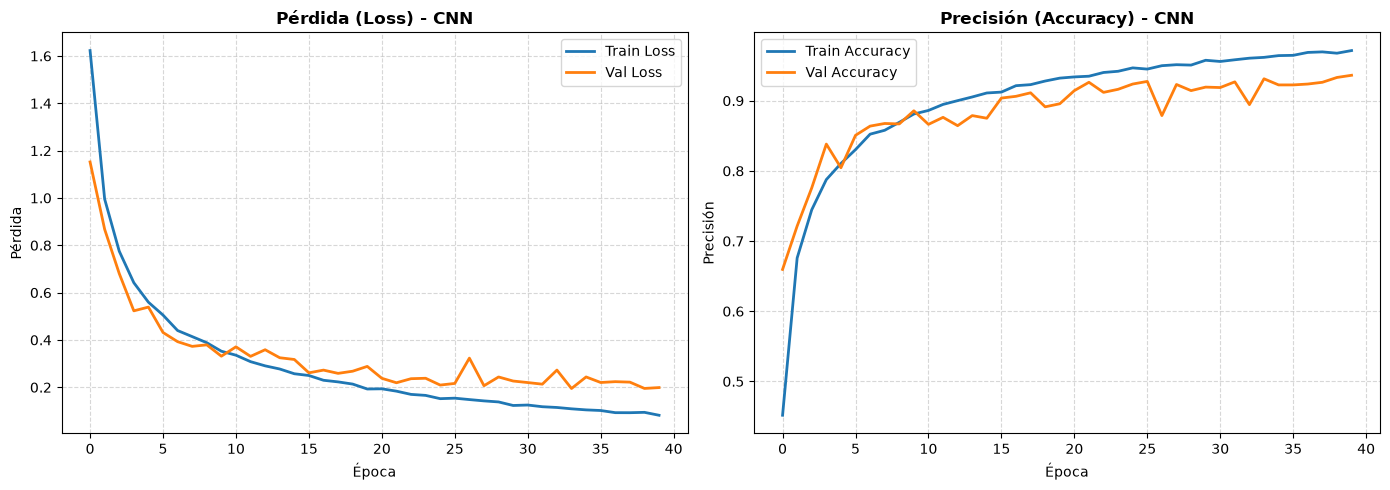 Pérdida (Loss) - CNN
1.6
1.4
1.2
1.0
0.8
0.6
0.4
0.2
Pérdida
Train Loss
Val Loss
0 5 10 15 20 25 30 35 40
Época
Precisión (Accuracy) - CNN
0.9
0.8
0.7
0.6
0.5
Precisión
Train Accuracy
Val Accuracy
0 5 10 15 20 25 30 35 40
Época